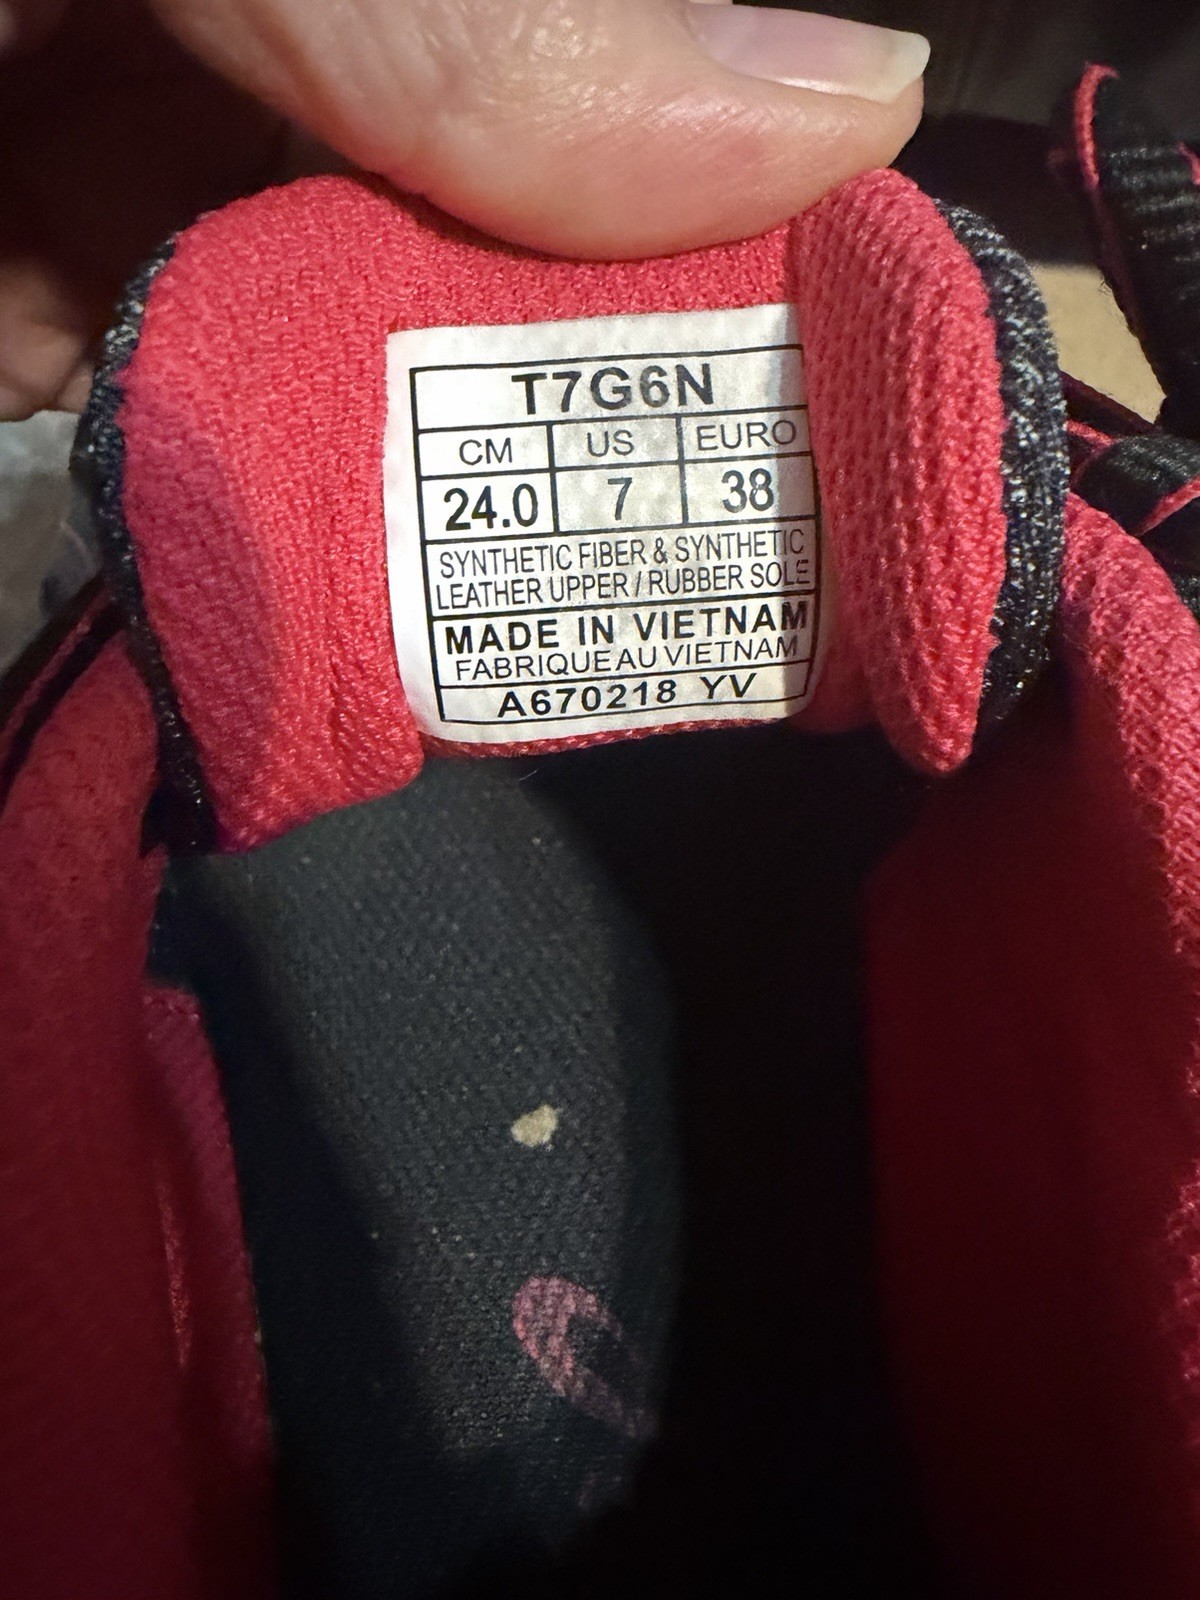 T7G6N
CM US EURO
24.0 7 38
SYNTHETIC FIBER & SYNTHETIC
LEATHER UPPER / RUBBER SOLE
MADE IN VIETNAM
FABRIQUE AU VIETNAM
A670218 YV